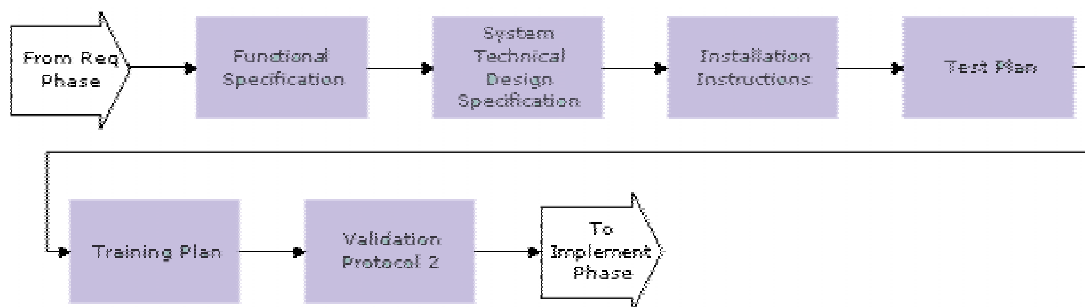 From Req
Phase
Functional
Specification
System
Technical
Design
Specification
Installation
Instructions
Test Plan
Training Plan
Validation
Protocol 2
To
Implement
Phase